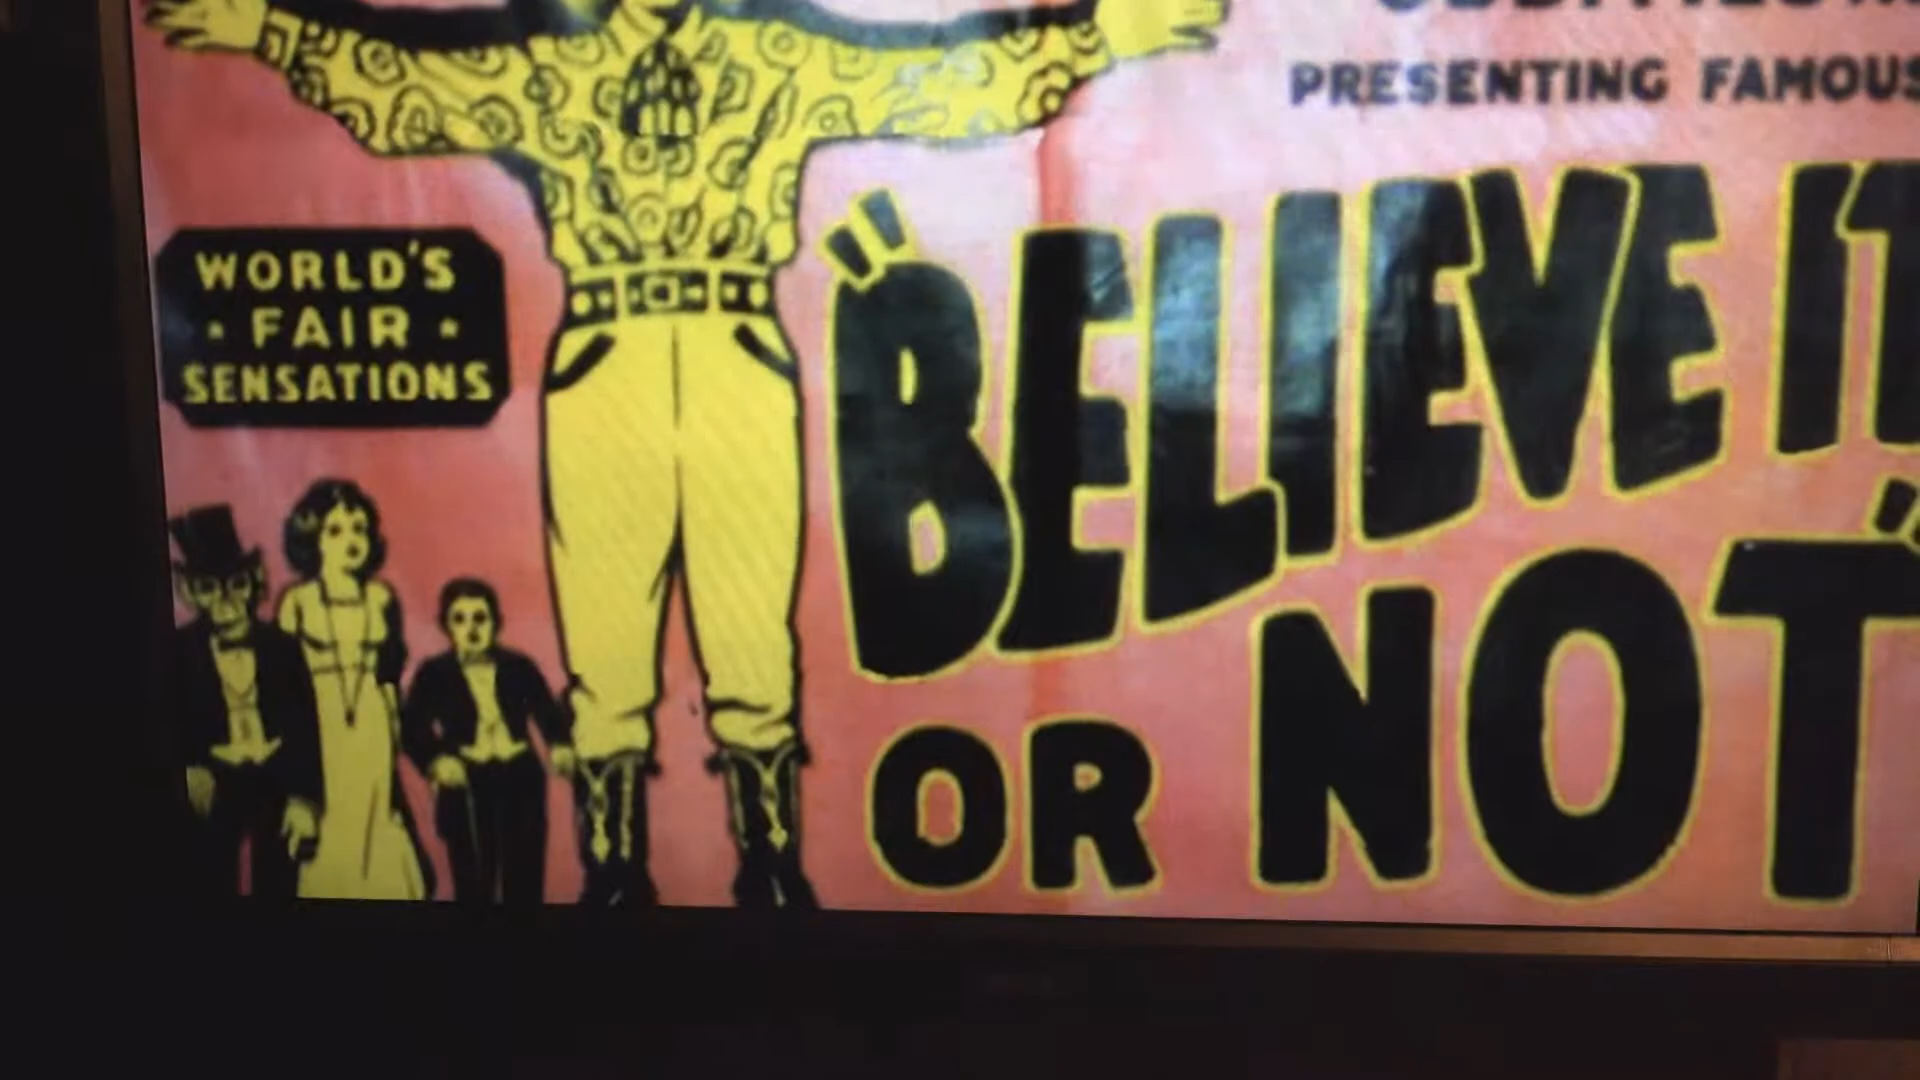 PRESENTING FAMOUS
WORLD'S
· FAIR ·
SENSATIONS
"BELIEVE IT
OR NOT"